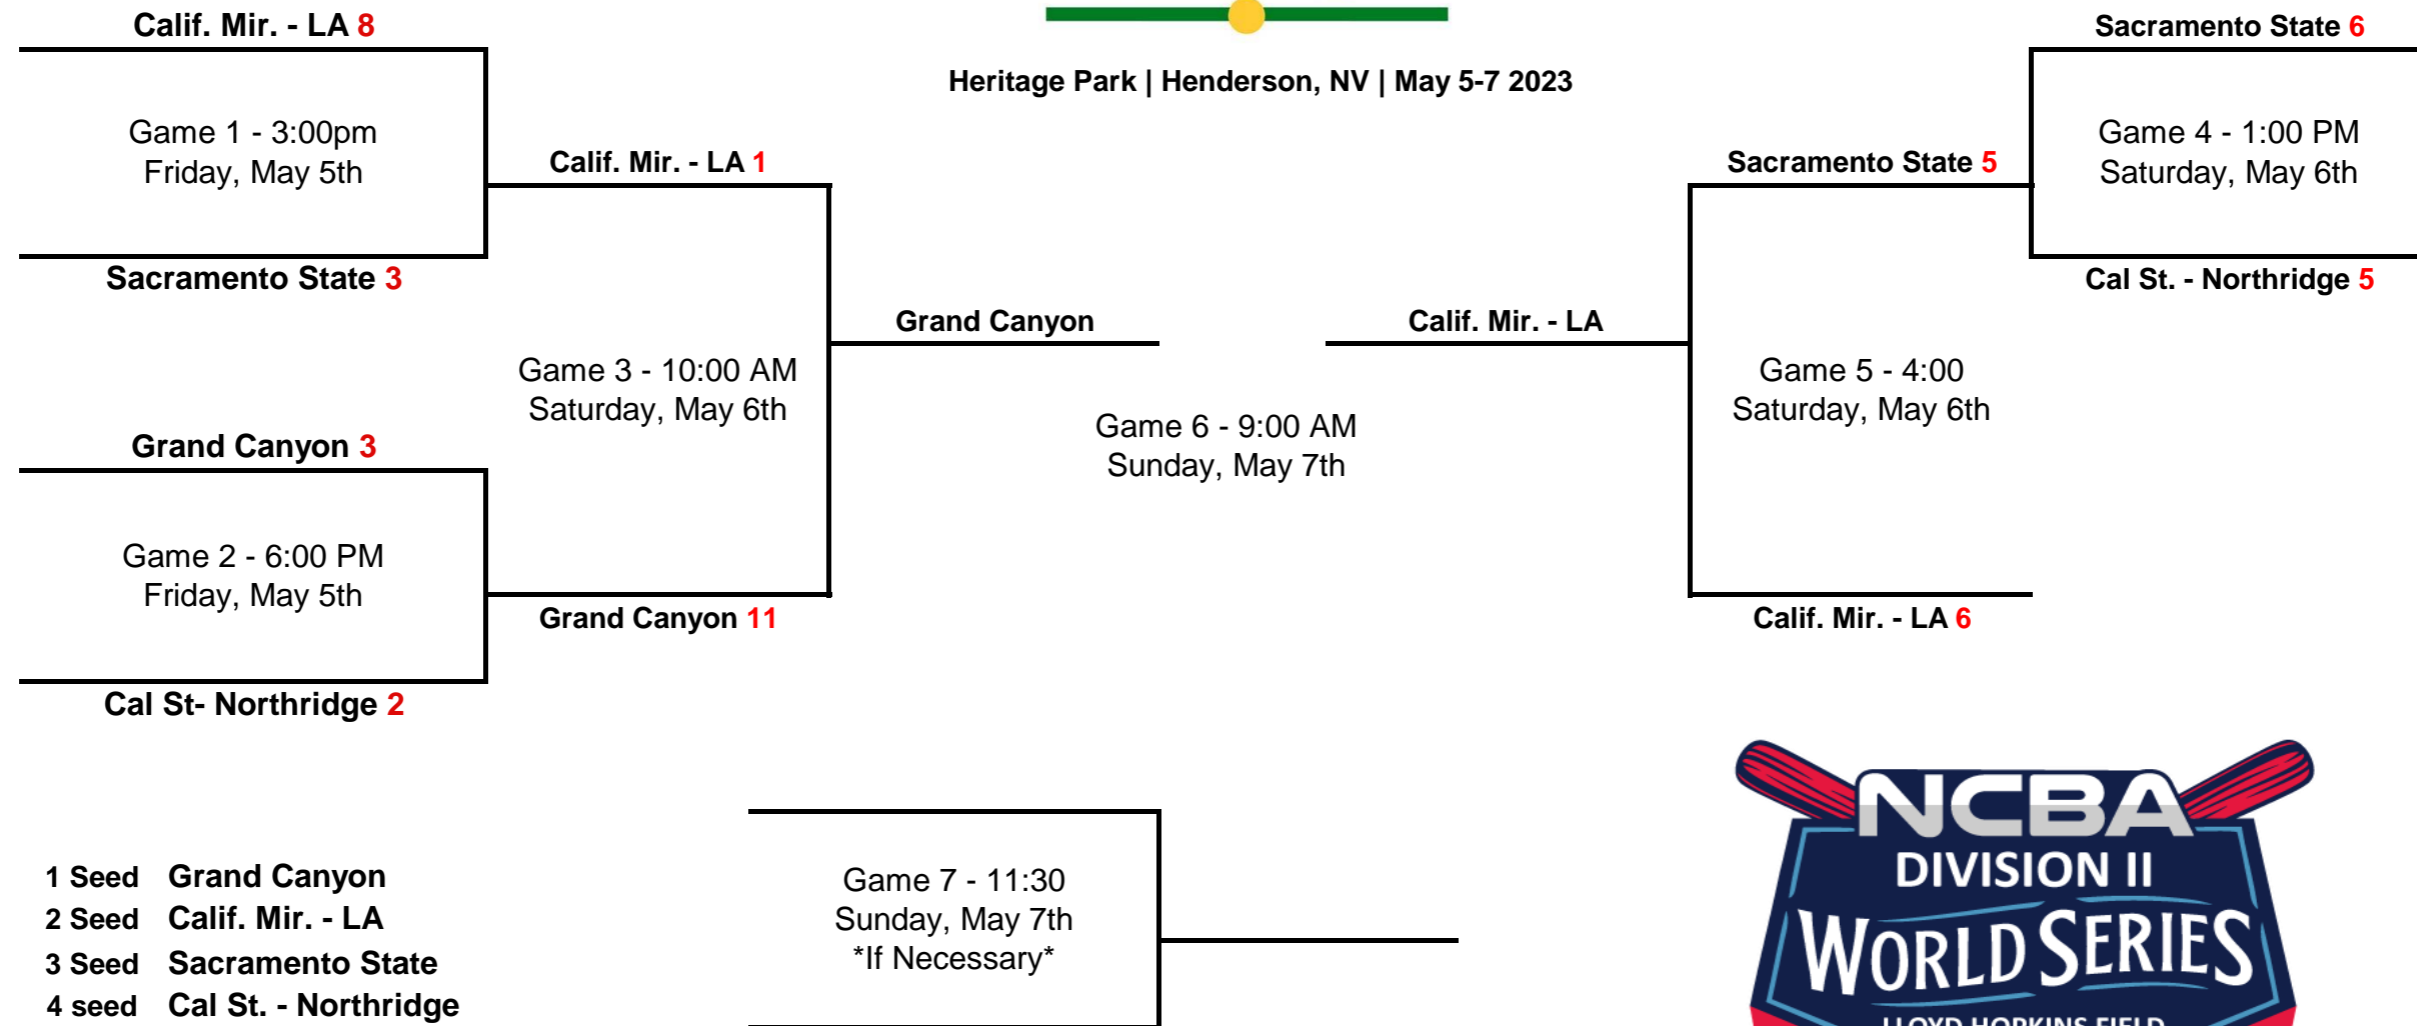 Calif. Mir. - LA 8
Sacramento State 6
Heritage Park | Henderson, NV | May 5-7 2023
Game 1 - 3:00pm
Friday, May 5th
Game 4 - 1:00 PM
Saturday, May 6th
Calif. Mir. - LA 1
Sacramento State 5
Sacramento State 3
Cal St. - Northridge 5
Grand Canyon
Calif. Mir. - LA
Game 3 - 10:00 AM
Saturday, May 6th
Game 5 - 4:00
Saturday, May 6th
Game 6 - 9:00 AM
Sunday, May 7th
Grand Canyon 3
Game 2 - 6:00 PM
Friday, May 5th
Grand Canyon 11
Calif. Mir. - LA 6
Cal St- Northridge 2
1 Seed Grand Canyon
2 Seed Calif. Mir. - LA
3 Seed Sacramento State
4 seed Cal St. - Northridge
Game 7 - 11:30
Sunday, May 7th
*If Necessary*
NCBA
DIVISION II
WORLD SERIES
LLOYD HOPKINS FIELD